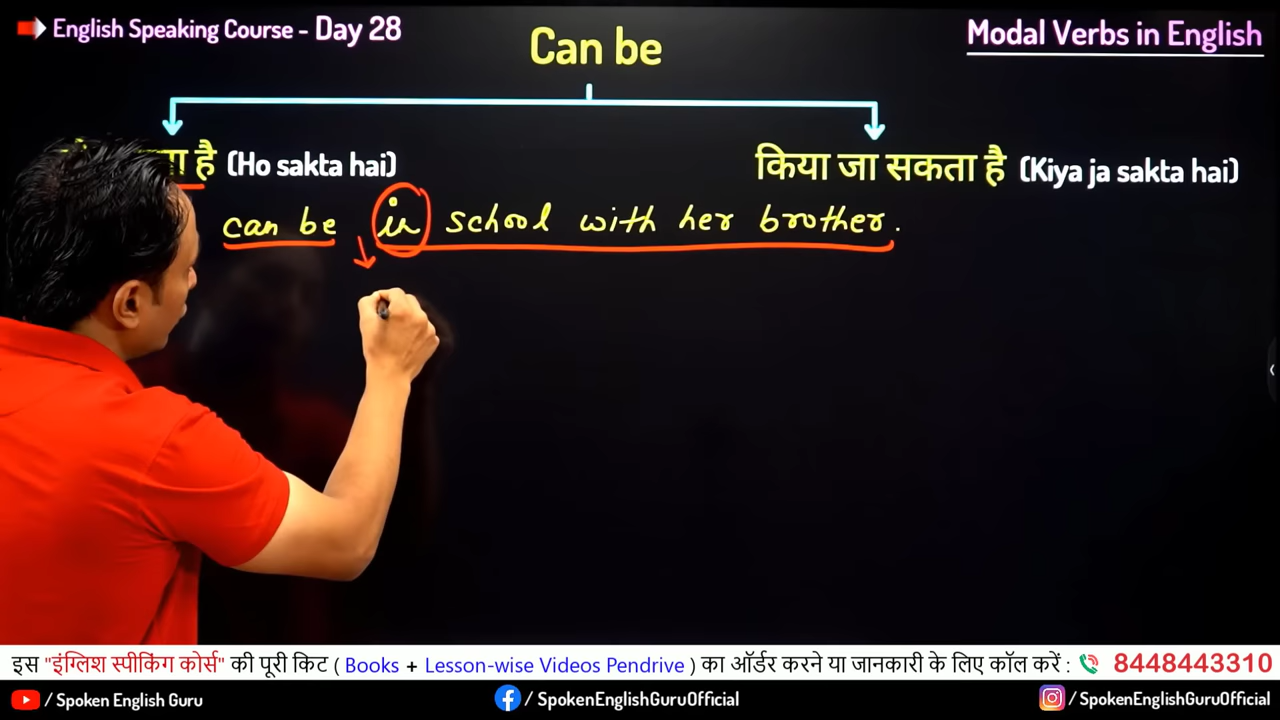 English Speaking Course - Day 28
Can be
Modal Verbs in English
है (Ho sakta hai)
किया जा सकता है (Kiya ja sakta hai)
can be in school with her brother.
इस "इंग्लिश स्पीकिंग कोर्स" की पूरी किट ( Books + Lesson-wise Videos Pendrive ) का ऑर्डर करने या जानकारी के लिए कॉल करें : 8448443310
/ Spoken English Guru
/ SpokenEnglishGuruOfficial
/ SpokenEnglishGuruOfficial